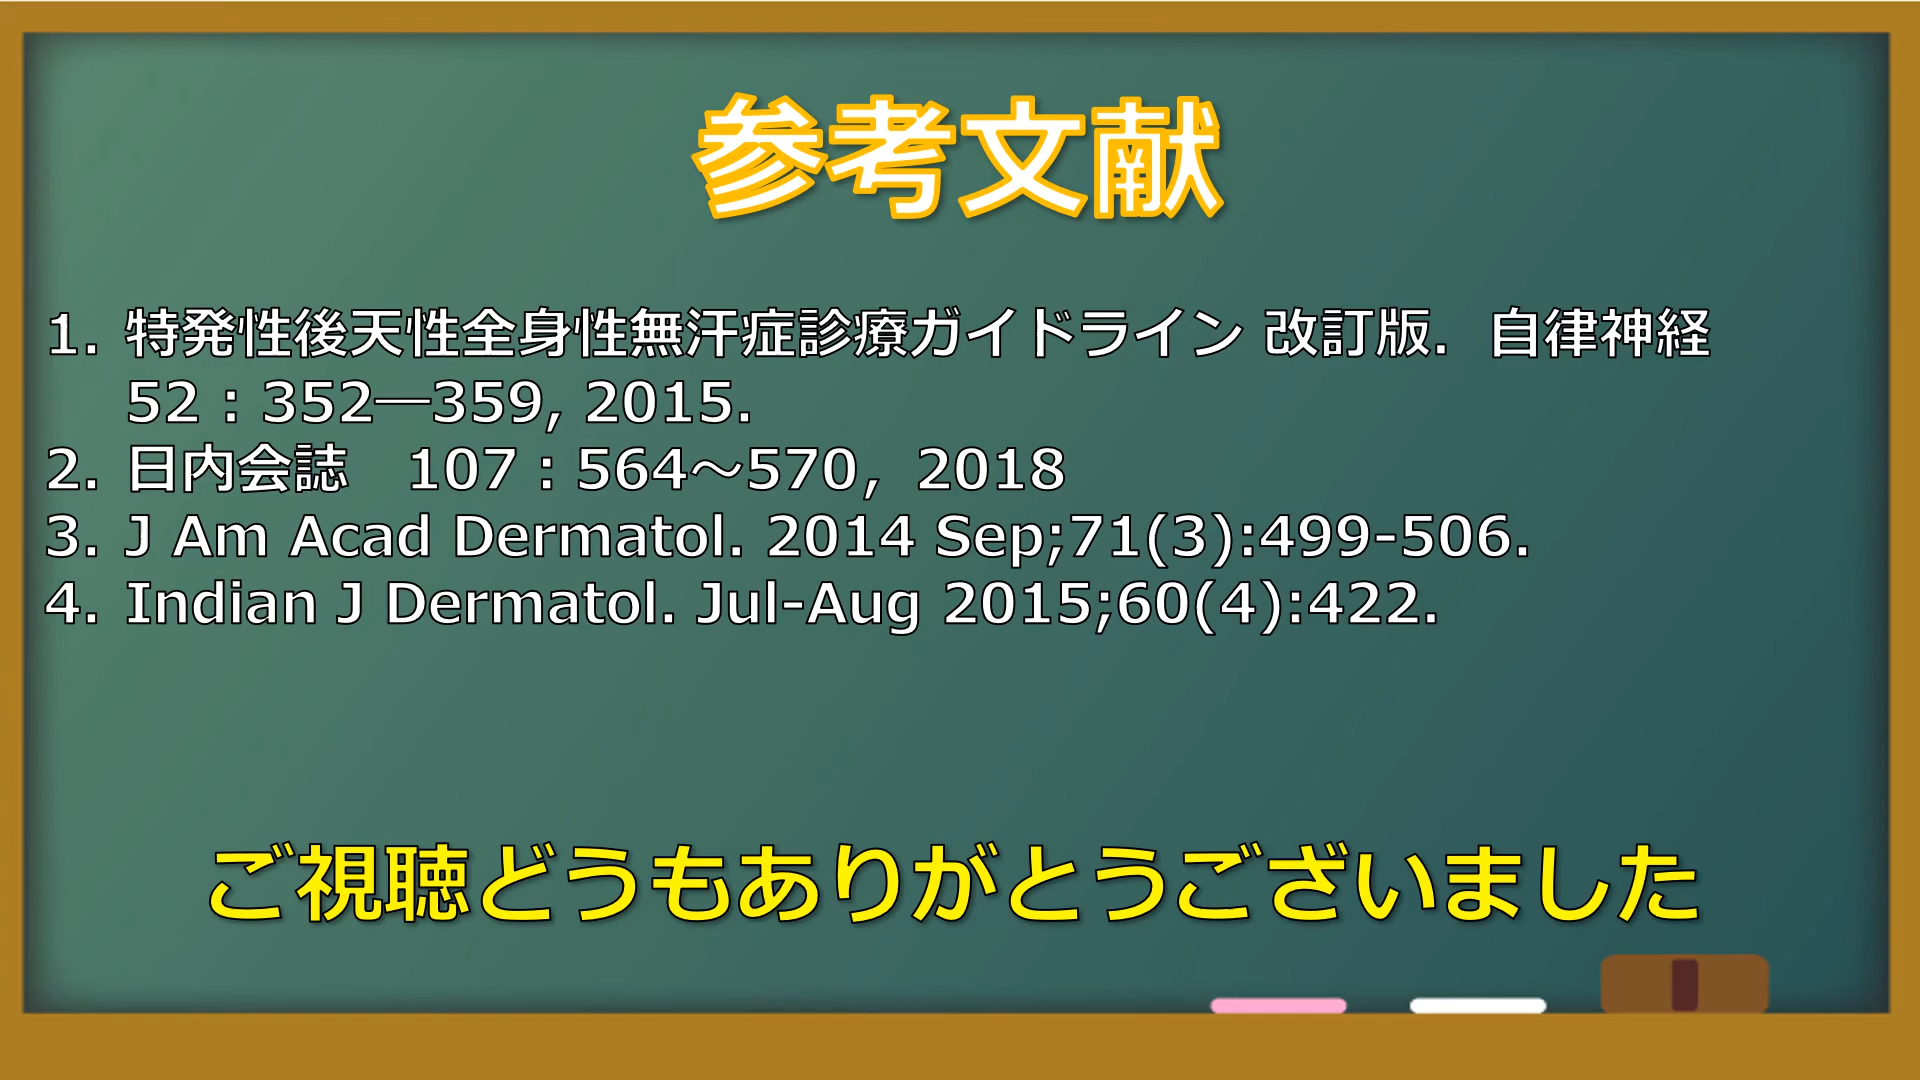 参考文献
1. 特発性後天性全身性無汗症診療ガイドライン 改訂版．自律神経
52：352―359, 2015.
2. 日内会誌　107：564～570，2018
3. J Am Acad Dermatol. 2014 Sep;71(3):499-506.
4. Indian J Dermatol. Jul-Aug 2015;60(4):422.
ご視聴どうもありがとうございました